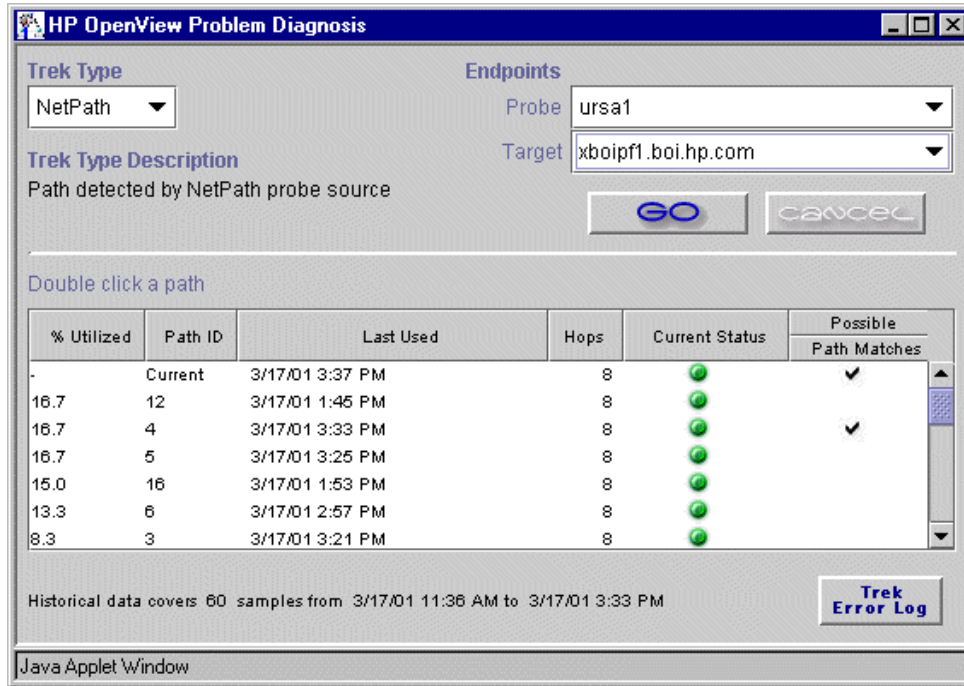 HP OpenView Problem Diagnosis
Trek Type
NetPath
Endpoints
Probe ursa1
Target xboipf1.boi.hp.com
Trek Type Description
Path detected by NetPath probe source
GO
cancel
Double click a path
% Utilized Path ID Last Used Hops Current Status Possible Path Matches
- Current 3/17/01 3:37 PM 8
16.7 12 3/17/01 1:45 PM 8
16.7 4 3/17/01 3:33 PM 8
16.7 5 3/17/01 3:25 PM 8
15.0 16 3/17/01 1:53 PM 8
13.3 6 3/17/01 2:57 PM 8
8.3 3 3/17/01 3:21 PM 8
Historical data covers 60 samples from 3/17/01 11:36 AM to 3/17/01 3:33 PM
Trek
Error Log
Java Applet Window